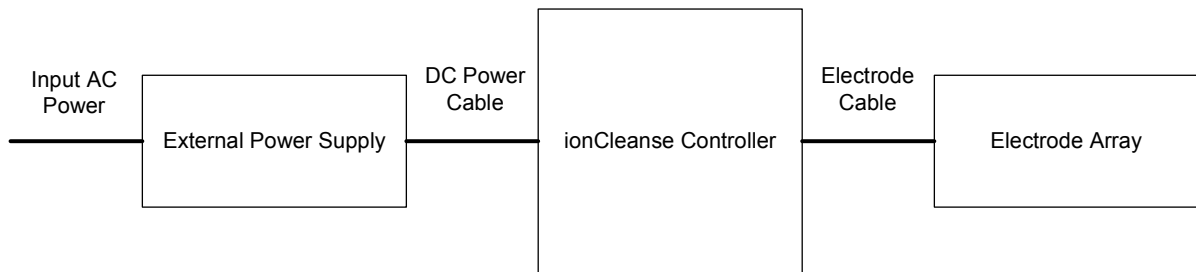 Input AC
Power
External Power Supply
DC Power
Cable
ionCleanse Controller
Electrode
Cable
Electrode Array